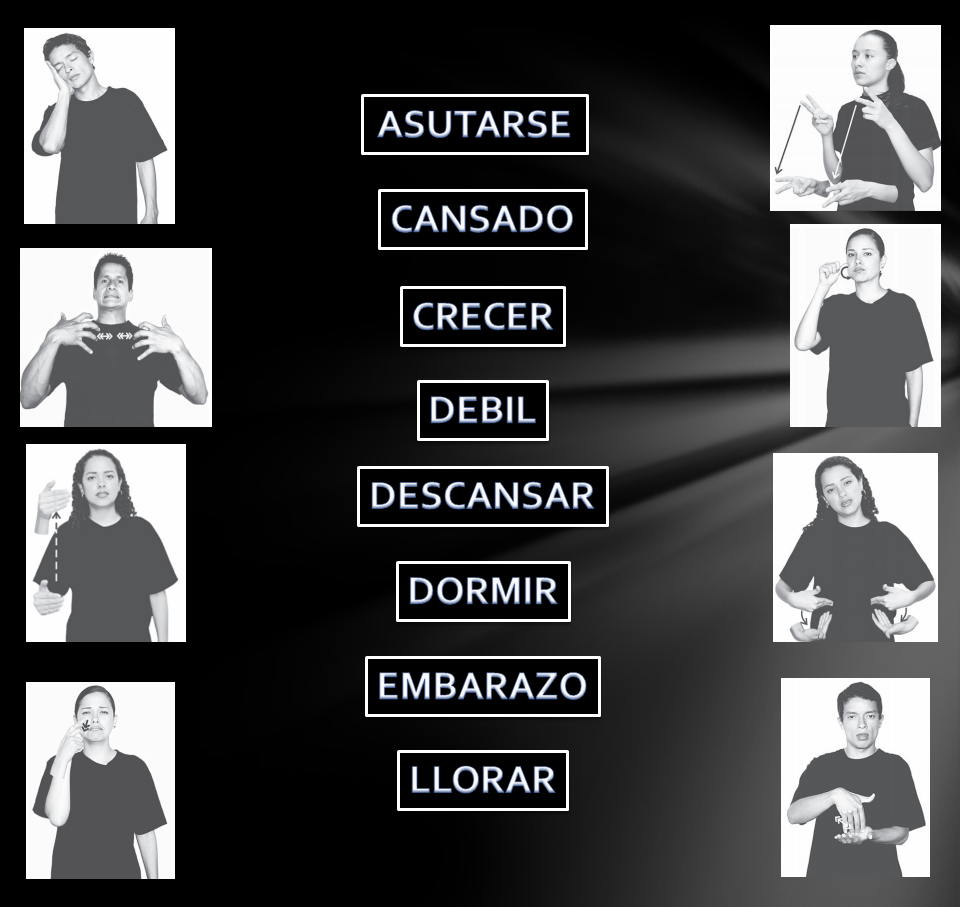 ASUTARSE
CANSADO
CRECER
DEBIL
DESCANSAR
DORMIR
EMBARAZO
LLORAR